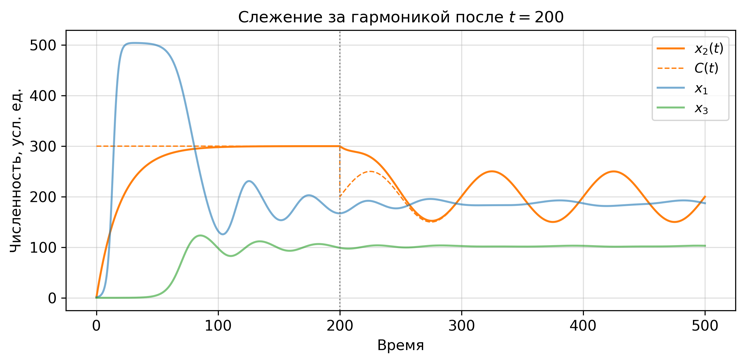 Слежение за гармоникой после t = 200
Численность, усл. ед.
500
400
300
200
100
0
x₂(t)
C(t)
x₁
x₃
0 100 200 300 400 500
Время